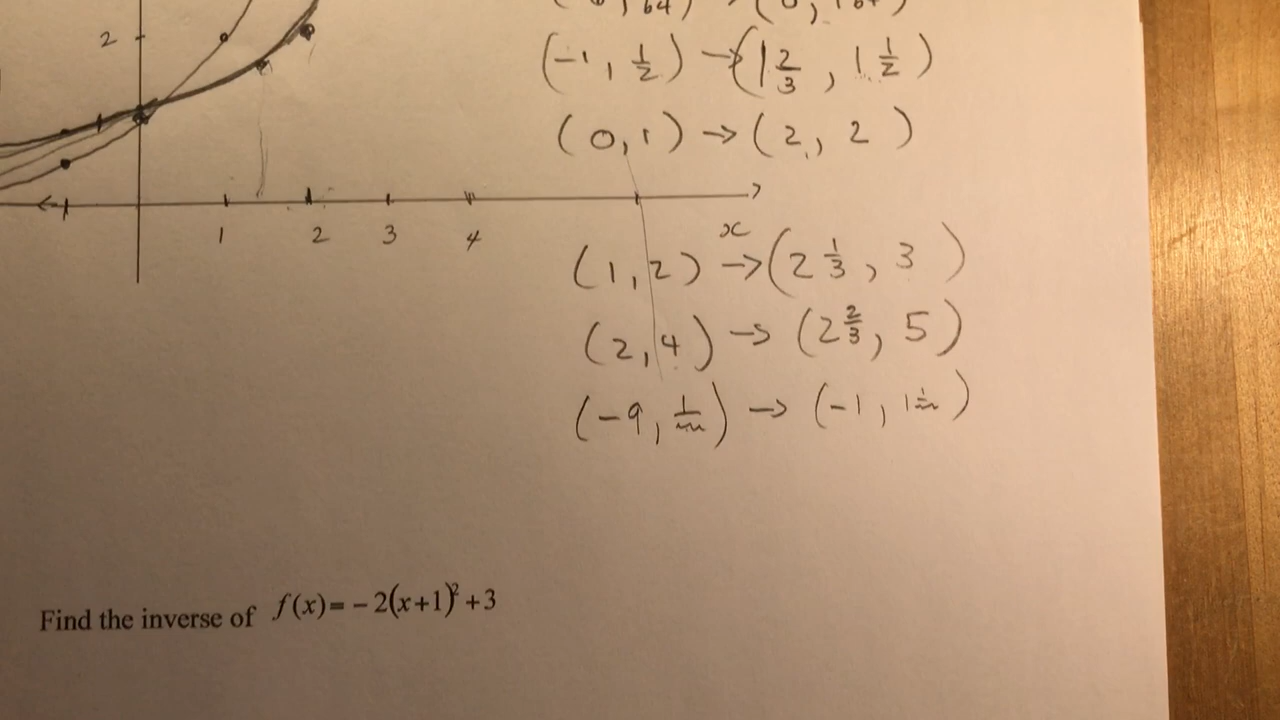 2
(-1, 1/2) → (1 2/3, 1 1/2)
(0, 1) → (2, 2)
1 2 3 4
x
(1, 2) → (2 1/3, 3)
(2, 4) → (2 2/3, 5)
(-9, → (-1,
Find the inverse of f(x)= -2(x+1)²+3